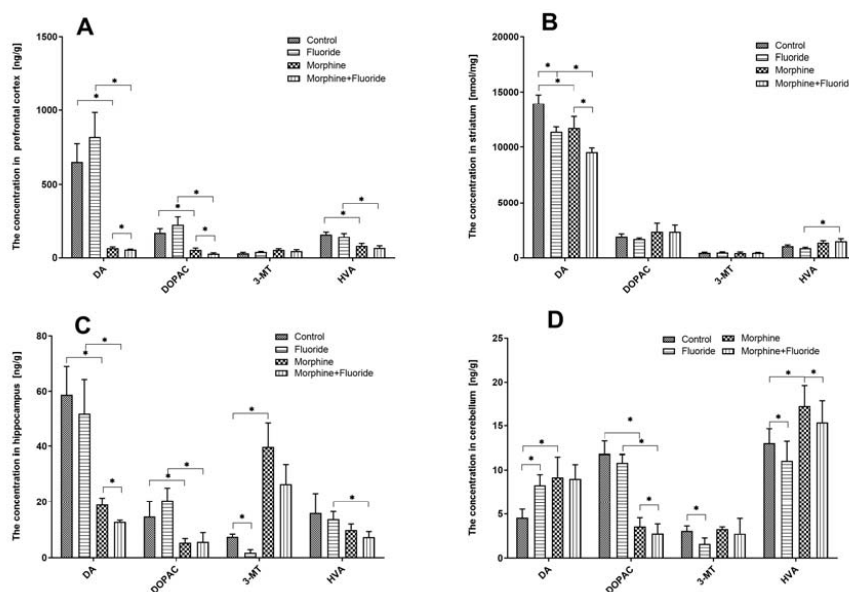 A
The concentration in prefrontal cortex [ng/g]
1500
1000
500
0
Control
Fluoride
Morphine
Morphine+Fluoride
* * * * * * * *
DA DOPAC 3-MT HVA
B
The concentration in striatum [nmol/mg]
20000
15000
10000
5000
0
Control
Fluoride
Morphine
Morphine+Fluorid
* * * * *
DA DOPAC 3-MT HVA
C
The concentration in hippocampus [ng/g]
80
60
40
20
0
Control
Fluoride
Morphine
Morphine+Fluoride
* * * * * * * *
DA DOPAC 3-MT HVA
D
The concentration in cerebellum [ng/g]
25
20
15
10
5
0
Control Morphine
Fluoride Morphine+Fluoride
* * * * * * * * *
DA DOPAC 3-MT HVA